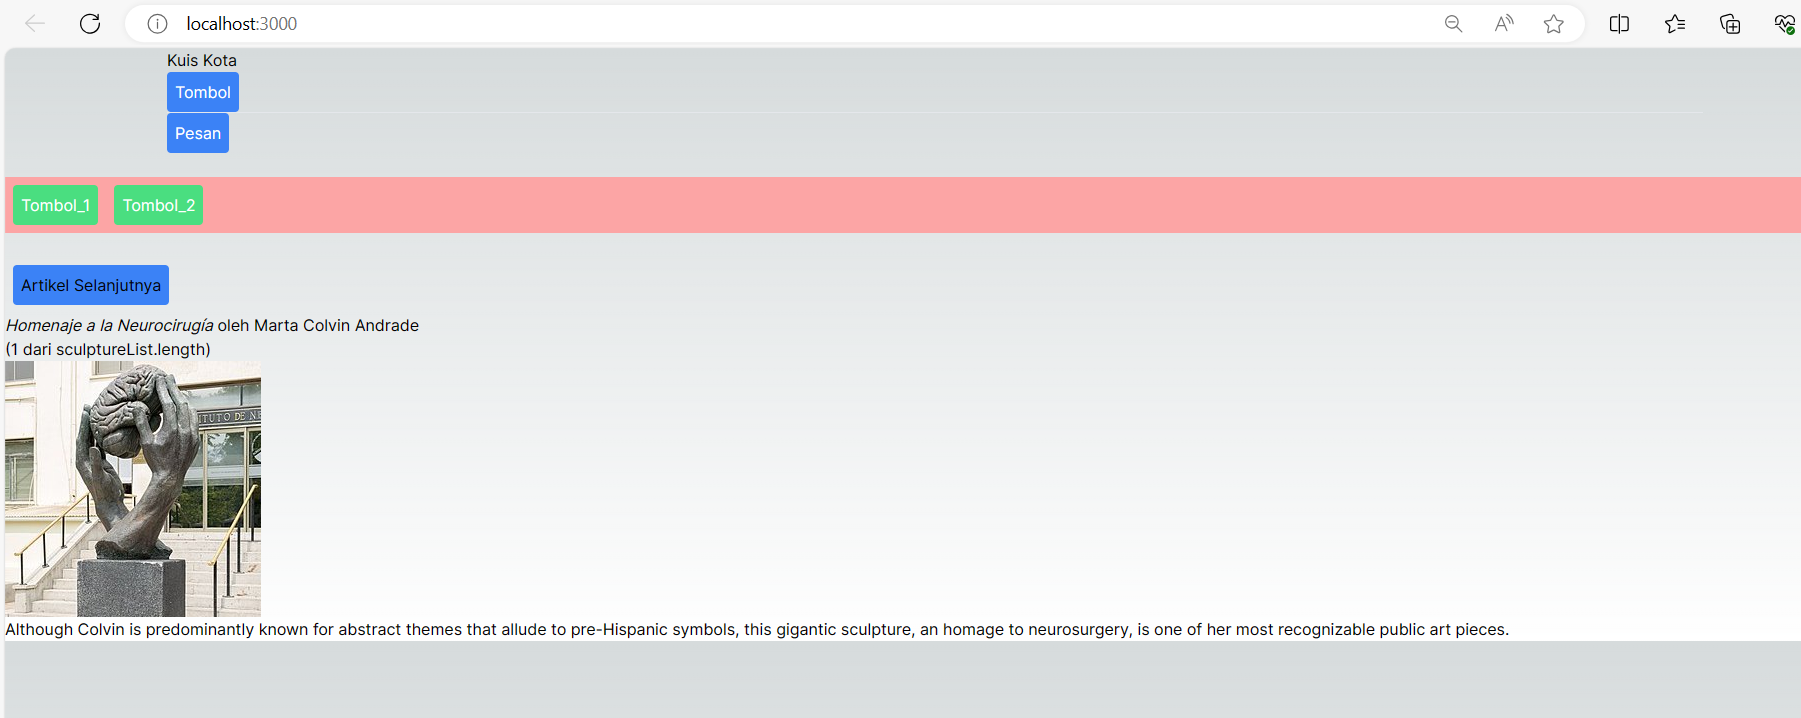 localhost:3000
Kuis Kota
Tombol
Pesan
Tombol_1 Tombol_2
Artikel Selanjutnya
Homenaje a la Neurocirugía oleh Marta Colvin Andrade
(1 dari sculptureList.length)
ITUTO DE NE
Although Colvin is predominantly known for abstract themes that allude to pre-Hispanic symbols, this gigantic sculpture, an homage to neurosurgery, is one of her most recognizable public art pieces.